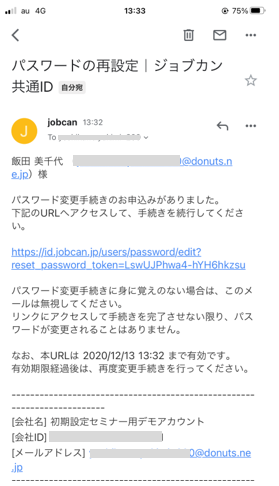 au 4G 13:33 75%
パスワードの再設定｜ジョブカン
共通ID 自分宛
J
jobcan 13:32
To
飯田 美千代
0@donuts.n
e.jp）様
パスワード変更手続きのお申込みがありました。
下記のURLへアクセスして、手続きを続行してくださ
い。
https://id.jobcan.jp/users/password/edit?
reset_password_token=LswUJPhwa4-hYH6hkzsu
パスワード変更手続きに身に覚えのない場合は、このメ
ールは無視してください。
リンクにアクセスして手続きを完了させない限り、パス
ワードが変更されることはありません。
なお、本URLは 2020/12/13 13:32 まで有効です。
有効期限経過後は、再度変更手続きを行ってください。
------------------------------------------------------
--------------------
[会社名] 初期設定セミナー用デモアカウント
[会社ID]
[メールアドレス] 0@donuts.ne
.jp
------------------------------------------------------